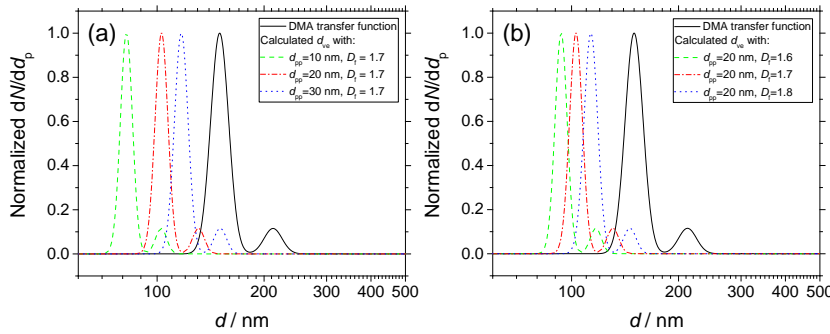 (a)
DMA transfer function
Calculated dve with:
dpp=10 nm, Df = 1.7
dpp=20 nm, Df = 1.7
dpp=30 nm, Df = 1.7
Normalized dN/ddp
1.0
0.8
0.6
0.4
0.2
0.0
100 200 300 400 500
d / nm
(b)
DMA transfer function
Calculated dve with:
dpp=20 nm, Df=1.6
dpp=20 nm, Df=1.7
dpp=20 nm, Df=1.8
Normalized dN/ddp
1.0
0.8
0.6
0.4
0.2
0.0
100 200 300 400 500
d / nm